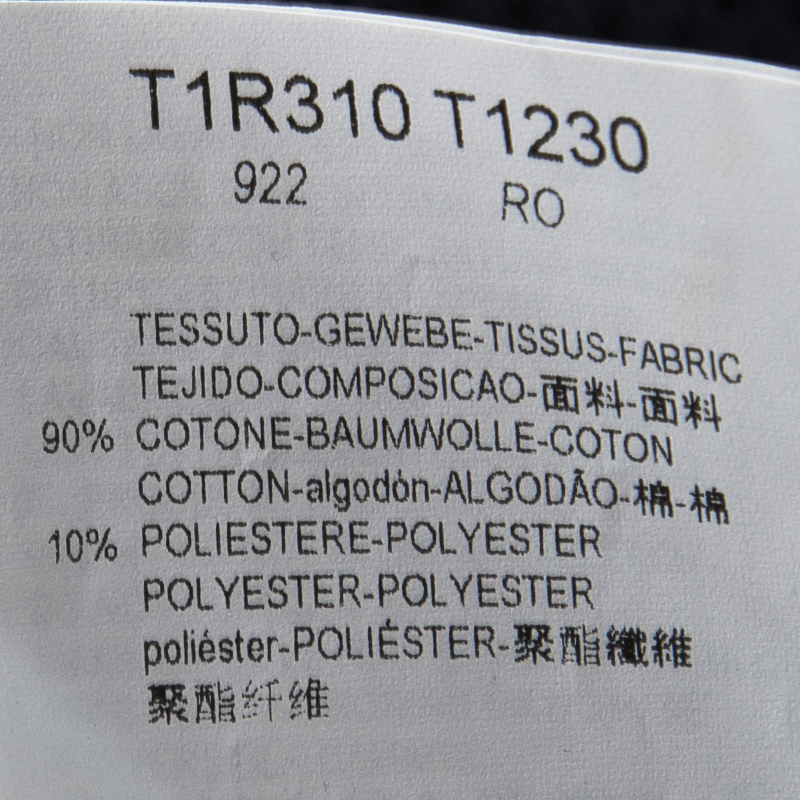 T1R310 T1230
922 RO
TESSUTO-GEWEBE-TISSUS-FABRIC
TEJIDO-COMPOSICAO-面料-面料
90% COTONE-BAUMWOLLE-COTON
COTTON-algodón-ALGODÃO-棉-棉
10% POLIESTERE-POLYESTER
POLYESTER-POLYESTER
poliéster-POLIÉSTER-聚酯纖維
聚酯纤维